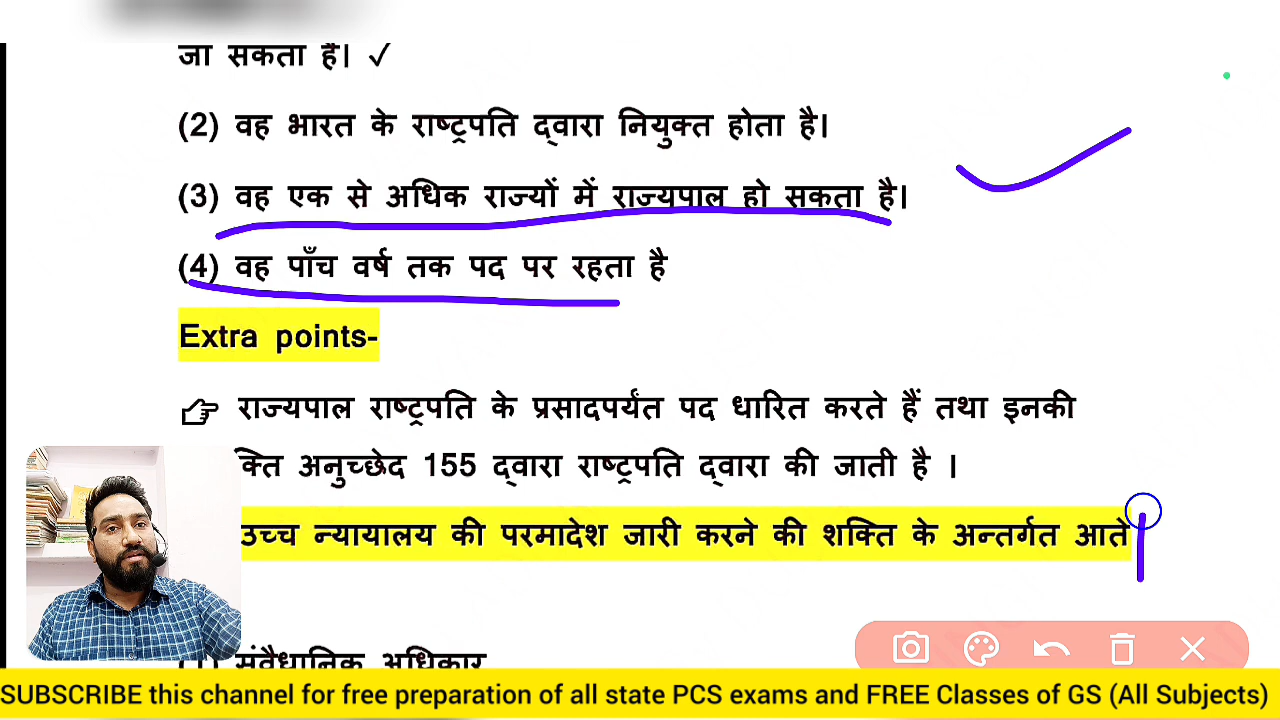 जा सकता है। ✓
(2) वह भारत के राष्ट्रपति द्वारा नियुक्त होता है।
(3) वह एक से अधिक राज्यों में राज्यपाल हो सकता है।
(4) वह पाँच वर्ष तक पद पर रहता है
Extra points-
राज्यपाल राष्ट्रपति के प्रसादपर्यंत पद धारित करते हैं तथा इनकी
क्ति अनुच्छेद 155 द्वारा राष्ट्रपति द्वारा की जाती है ।
उच्च न्यायालय की परमादेश जारी करने की शक्ति के अन्तर्गत आते
(1) संवैधानिक अधिकार
SUBSCRIBE this channel for free preparation of all state PCS exams and FREE Classes of GS (All Subjects)